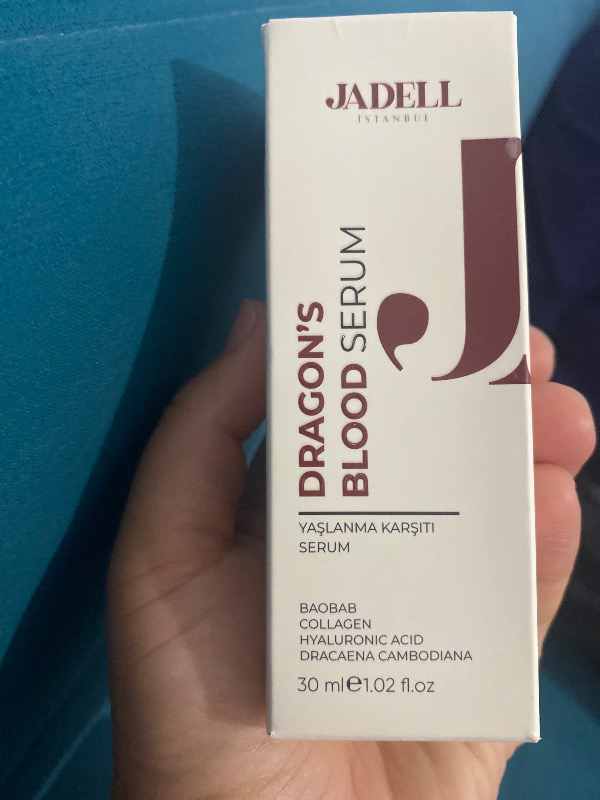 JADELL
İSTANBUL
DRAGON'S
BLOOD SERUM
YAŞLANMA KARŞITI
SERUM
BAOBAB
COLLAGEN
HYALURONIC ACID
DRACAENA CAMBODIANA
30 ml℮1.02 fl.oz